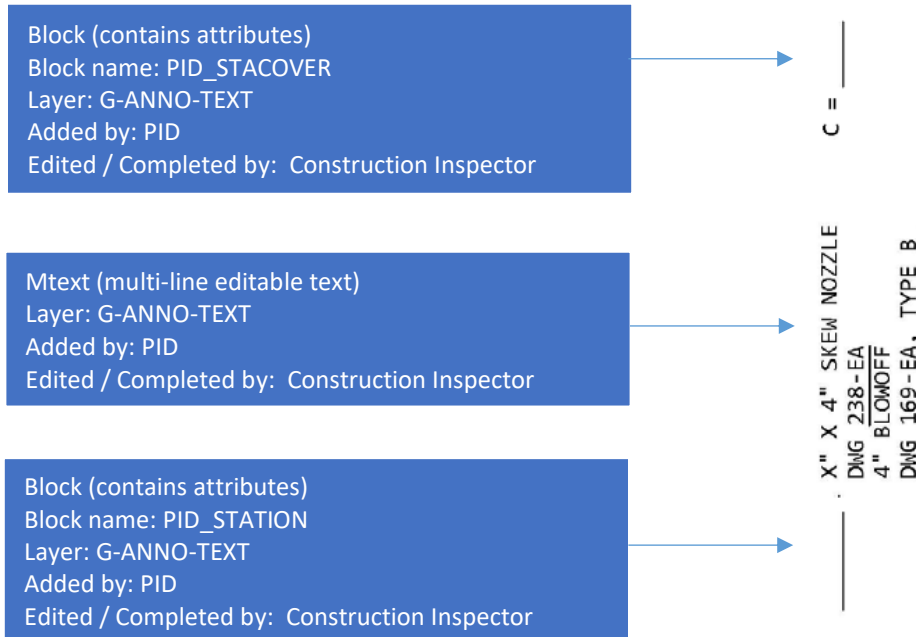 Block (contains attributes)
Block name: PID_STACOVER
Layer: G-ANNO-TEXT
Added by: PID
Edited / Completed by:  Construction Inspector
C =
Mtext (multi-line editable text)
Layer: G-ANNO-TEXT
Added by: PID
Edited / Completed by:  Construction Inspector
X" X 4" SKEW NOZZLE
DWG 238-EA
4" BLOWOFF
DWG 169-EA, TYPE B
Block (contains attributes)
Block name: PID_STATION
Layer: G-ANNO-TEXT
Added by: PID
Edited / Completed by:  Construction Inspector